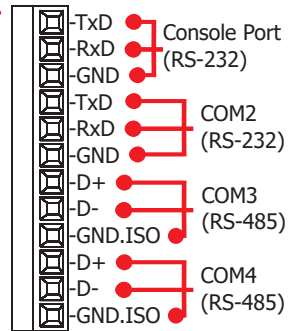 -TxD
-RxD
-GND
Console Port
(RS-232)
-TxD
-RxD
-GND
COM2
(RS-232)
-D+
-D-
-GND.ISO
COM3
(RS-485)
-D+
-D-
-GND.ISO
COM4
(RS-485)